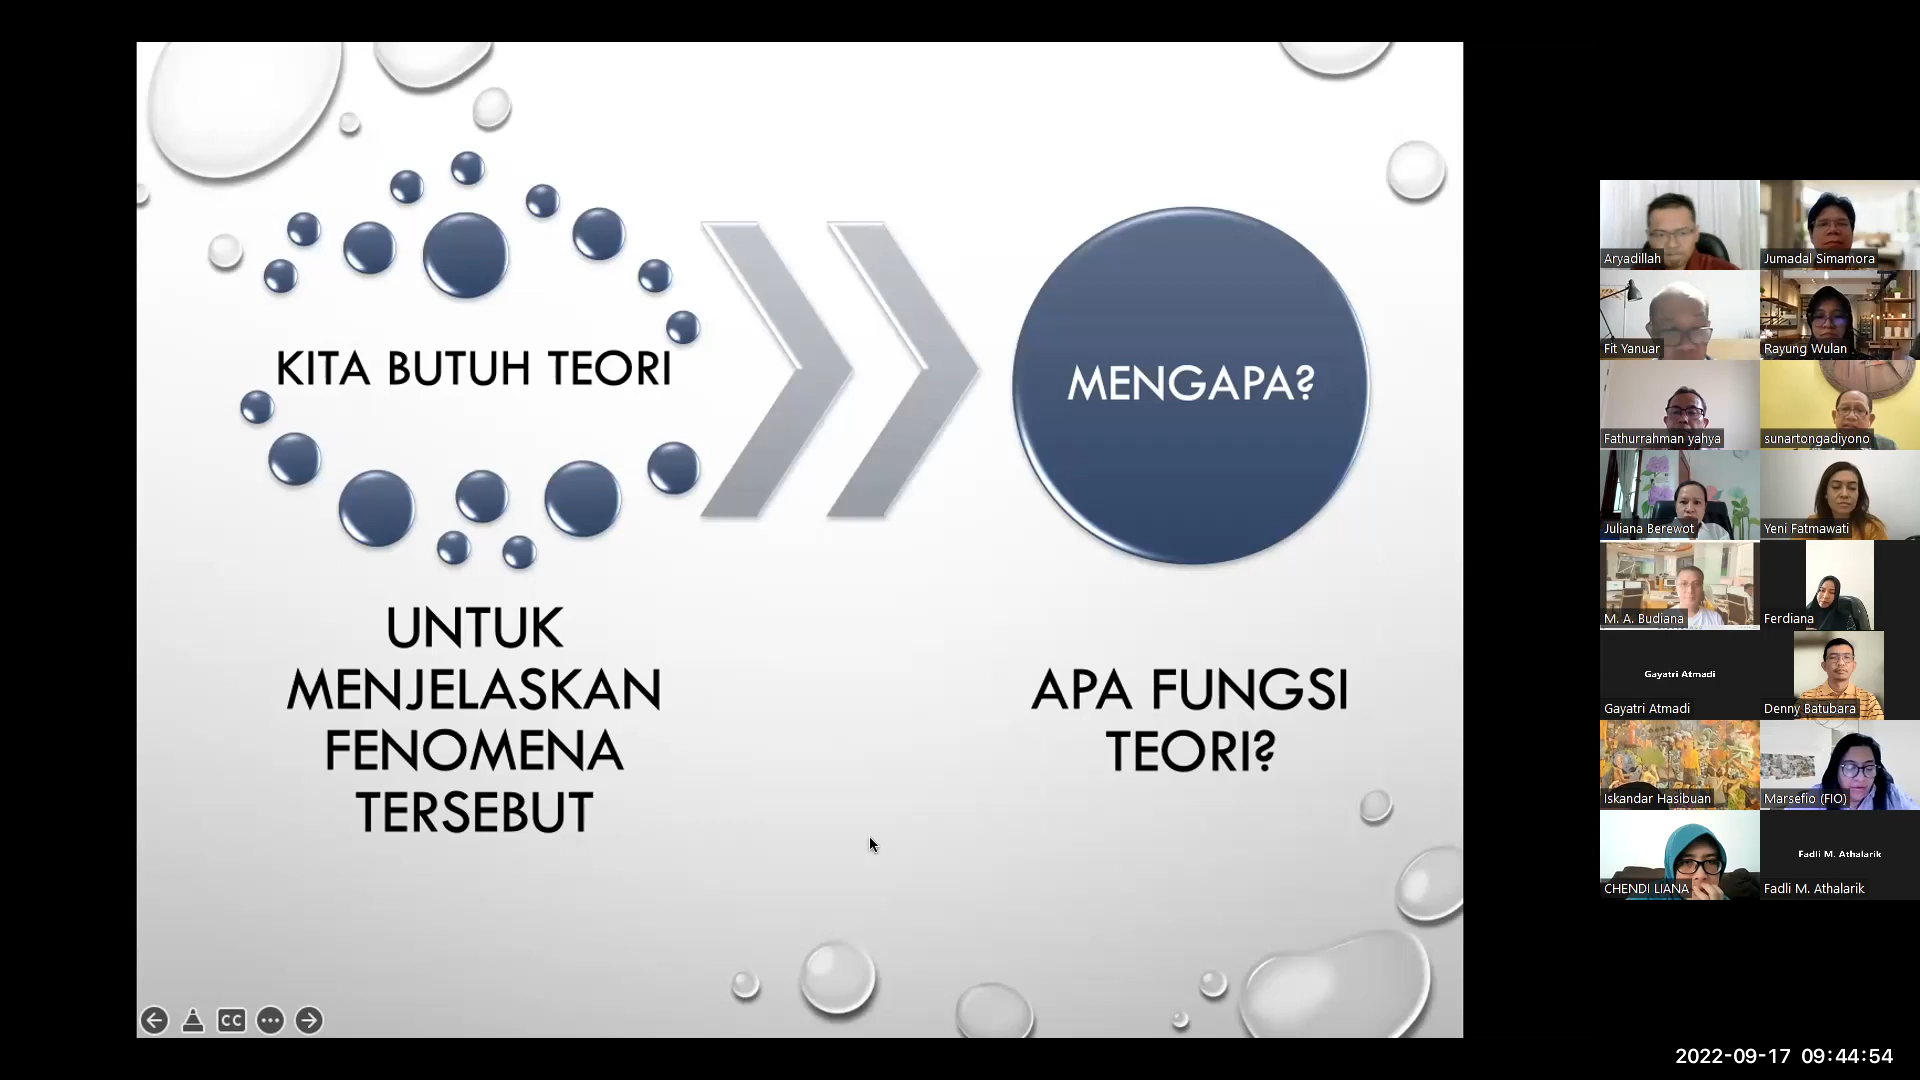 KITA BUTUH TEORI
MENGAPA?
UNTUK
MENJELASKAN
FENOMENA
TERSEBUT
APA FUNGSI
TEORI?
CC
Aryadillah
Jumadal Simamora
Fit Yanuar
Rayung Wulan
Fathurrahman yahya
sunartongadiyono
Juliana Berewot
Yeni Fatmawati
M. A. Budiana
Ferdiana
Gayatri Atmadi
Gayatri Atmadi
Denny Batubara
Iskandar Hasibuan
Marsefio (FIO)
CHENDI LIANA
Fadli M. Athalarik
Fadli M. Athalarik
2022-09-17 09:44:54